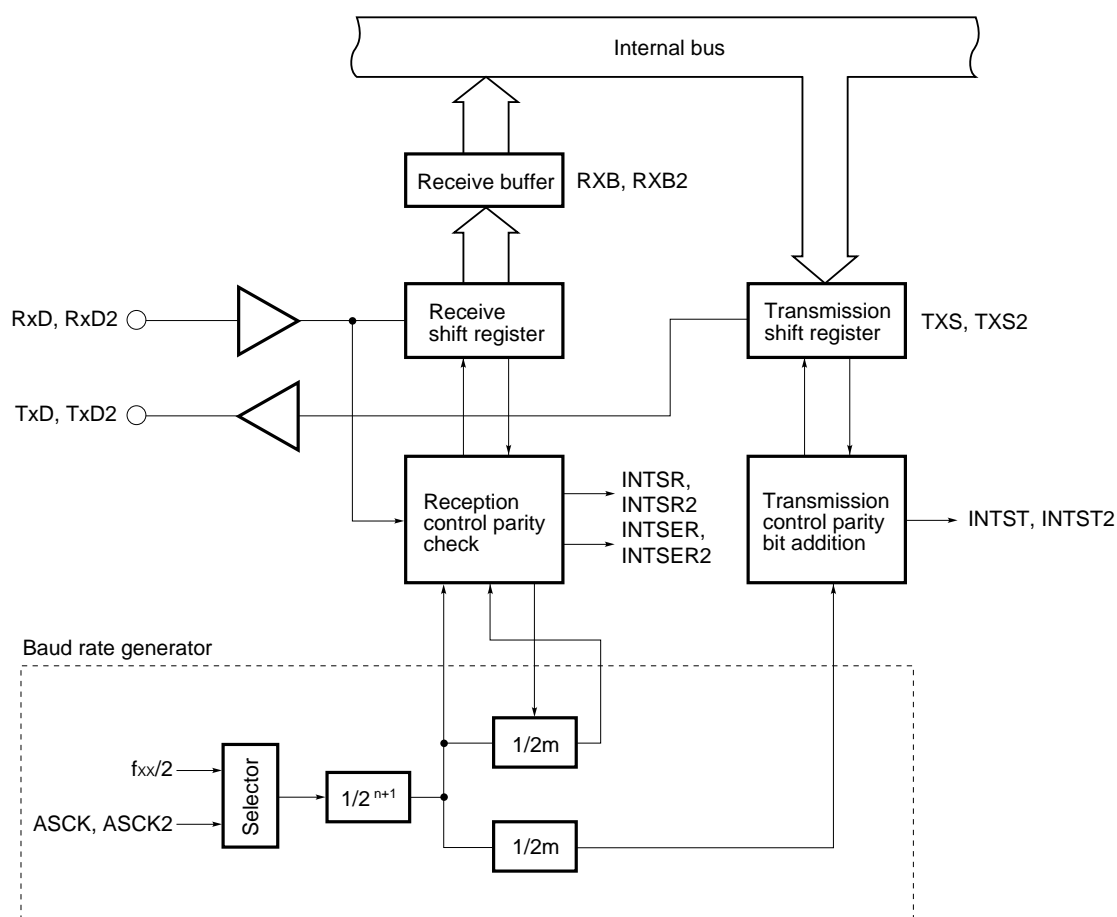 Internal bus
Receive buffer
RXB, RXB2
RxD, RxD2
Receive
shift register
Transmission
shift register
TXS, TXS2
TxD, TxD2
Reception
control parity
check
INTSR,
INTSR2
INTSER,
INTSER2
Transmission
control parity
bit addition
INTST, INTST2
Baud rate generator
fxx/2
ASCK, ASCK2
Selector
1/2 n+1
1/2m
1/2m